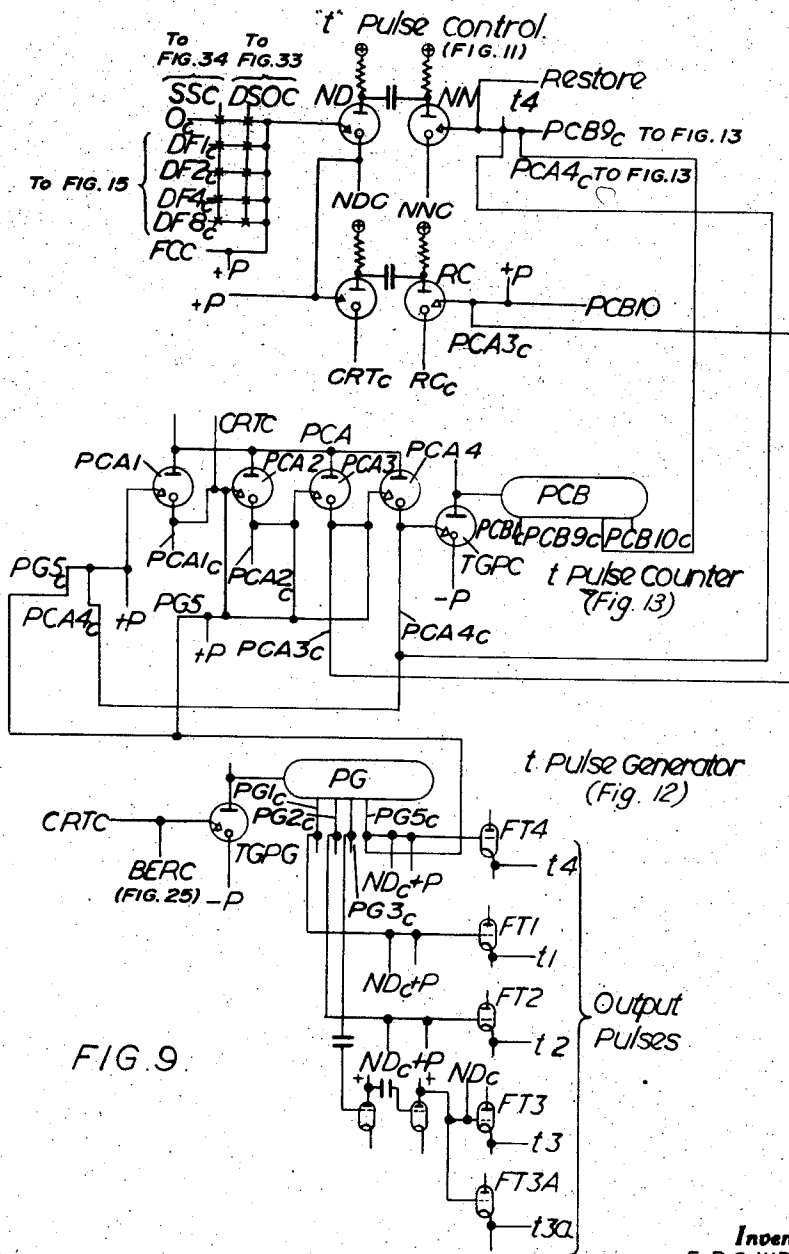 "t" Pulse Control.
(FIG. 11)
To
FIG. 34
To
FIG. 33
SSC
DSOC
ND
NN
Restore
t4
Oc
DF1c
DF2c
DF4c
DF8c
To FIG. 15
FCC
+P
PCB9c TO FIG. 13
PCA4c TO FIG. 13
NDC
NNC
+P
RC
+P
PCB10
PCA3c
CRTc
RCc
CRTC
PCA
PCA1
PCA2
PCA3
PCA4
PCB
PCB1c
PCB9c
PCB10c
TGPC
-P
t Pulse Counter
(Fig. 13)
PCA1c
PCA2c
PG5c
PCA4c
+P
PG5
+P
PCA3c
PCA4c
t Pulse Generator
(Fig. 12)
PG
PG1c
PG2c
PG5c
CRTC
TGPG
BERC
(FIG. 25)
-P
NDc+P
PG3c
FT4
t4
FT1
t1
NDc+P
FT2
t2
Output
Pulses
FIG. 9.
NDc+P
+
+
NDc
FT3
t3
FT3A
t3a